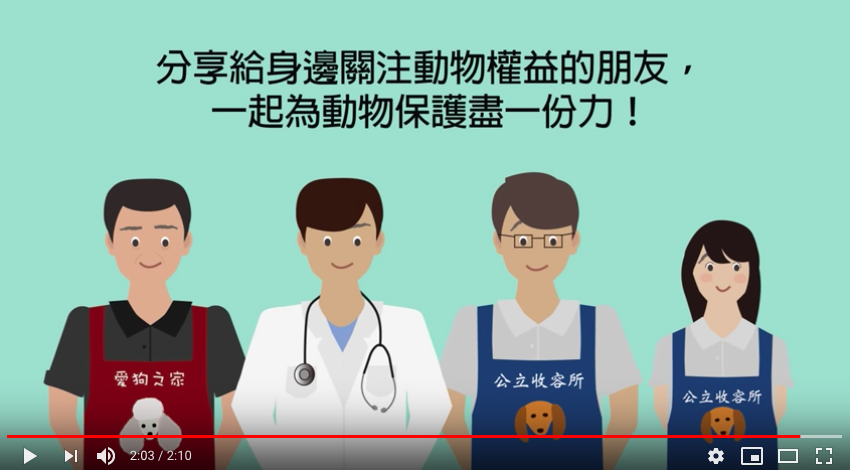 分享給身邊關注動物權益的朋友，
一起為動物保護盡一份力！
愛狗之家
公立收容所
公立收容所
2:03 / 2:10